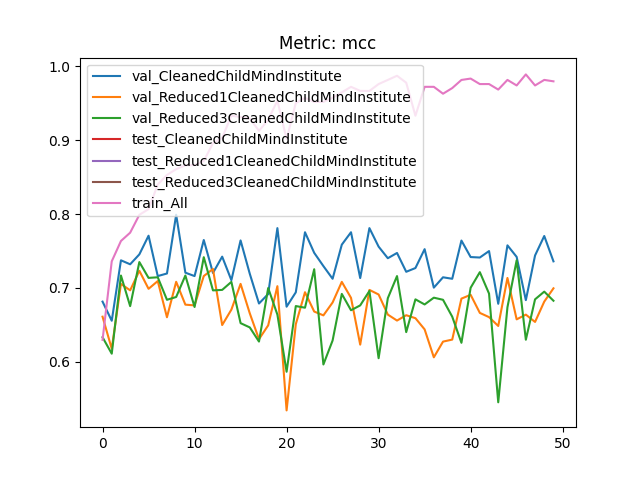 Metric: mcc
1.0
0.9
0.8
0.7
0.6
val_CleanedChildMindInstitute
val_Reduced1CleanedChildMindInstitute
val_Reduced3CleanedChildMindInstitute
test_CleanedChildMindInstitute
test_Reduced1CleanedChildMindInstitute
test_Reduced3CleanedChildMindInstitute
train_All
0 10 20 30 40 50